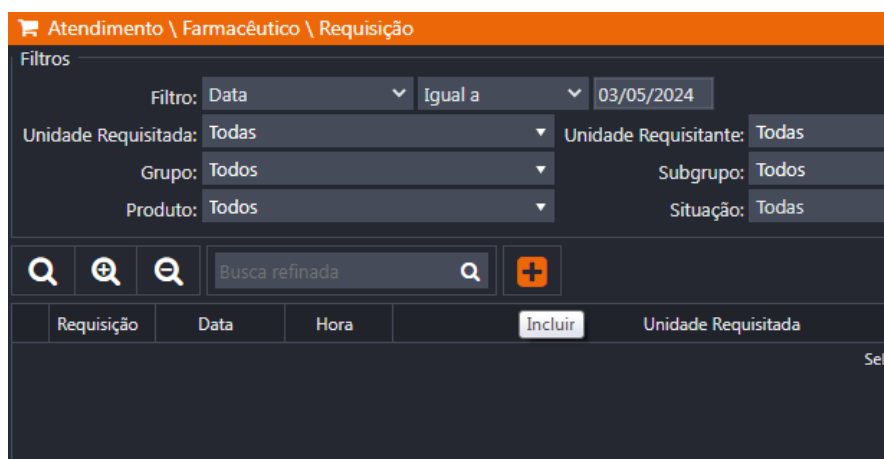 Atendimento \ Farmacêutico \ Requisição
Filtros
Filtro: Data Igual a 03/05/2024
Unidade Requisitada: Todas Unidade Requisitante: Todas
Grupo: Todos Subgrupo: Todos
Produto: Todos Situação: Todas
Busca refinada
Requisição Data Hora Incluir Unidade Requisitada